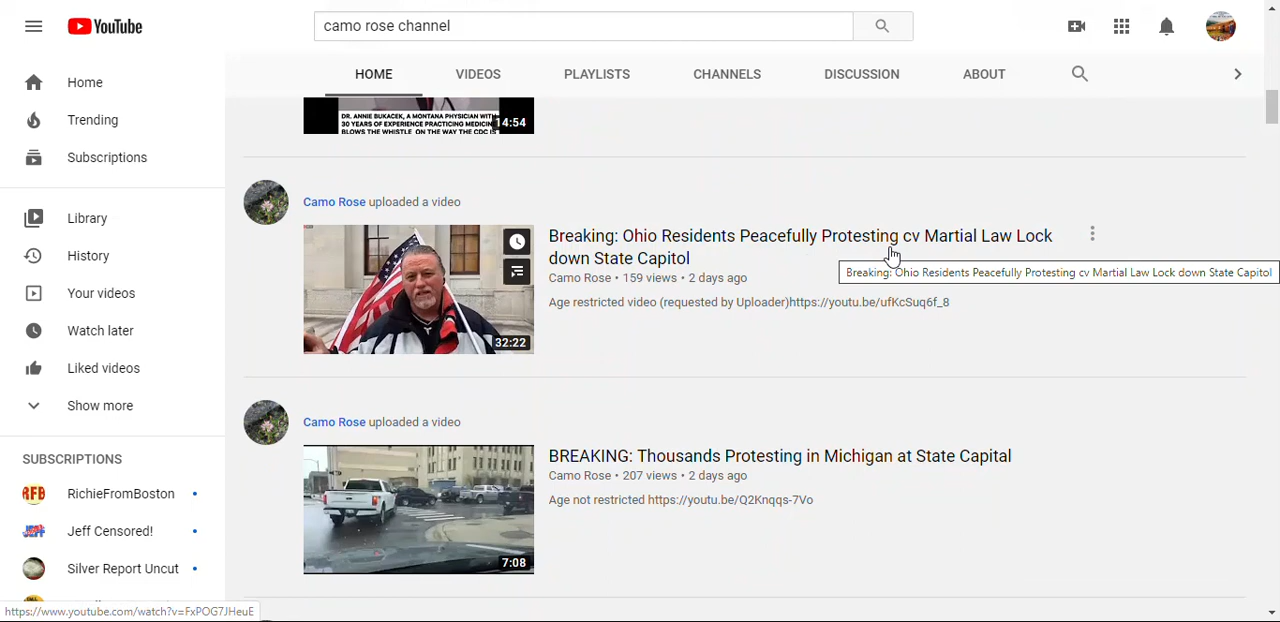 YouTube
camo rose channel
HOME
VIDEOS
PLAYLISTS
CHANNELS
DISCUSSION
ABOUT
Home
Trending
Subscriptions
Library
History
Your videos
Watch later
Liked videos
Show more
SUBSCRIPTIONS
RFB
RichieFromBoston
JEFF
Jeff Censored!
Silver Report Uncut
DR. ANNIE BUKACEK, A MONTANA PHYSICIAN WITH
30 YEARS OF EXPERIENCE PRACTICING MEDICINE
BLOWS THE WHISTLE ON THE WAY THE CDC IS
14:54
Camo Rose uploaded a video
32:22
Breaking: Ohio Residents Peacefully Protesting cv Martial Law Lock
down State Capitol
Camo Rose • 159 views • 2 days ago
Breaking: Ohio Residents Peacefully Protesting cv Martial Law Lock down State Capitol
Age restricted video (requested by Uploader)https://youtu.be/ufKcSuq6f_8
Camo Rose uploaded a video
7:08
BREAKING: Thousands Protesting in Michigan at State Capital
Camo Rose • 207 views • 2 days ago
Age not restricted https://youtu.be/Q2Knqqs-7Vo
https://www.youtube.com/watch?v=FxPOG7JHeuE